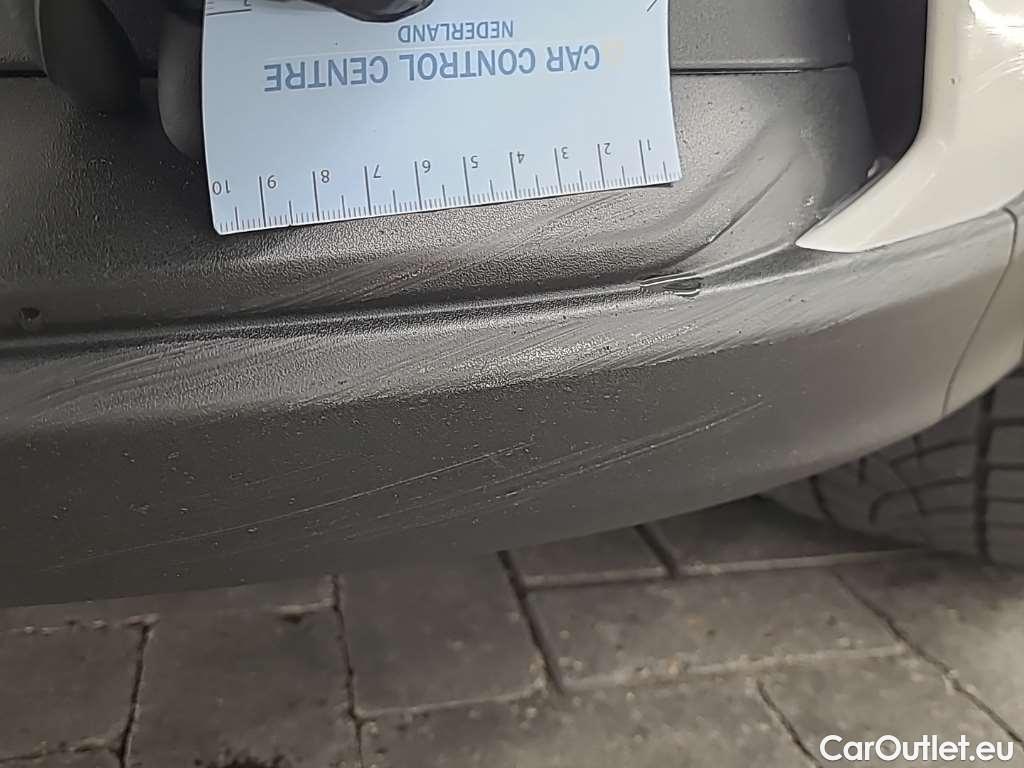 CAR CONTROL CENTRE
NEDERLAND
1 2 3 4 5 6 7 8 9 10
CarOutlet.eu